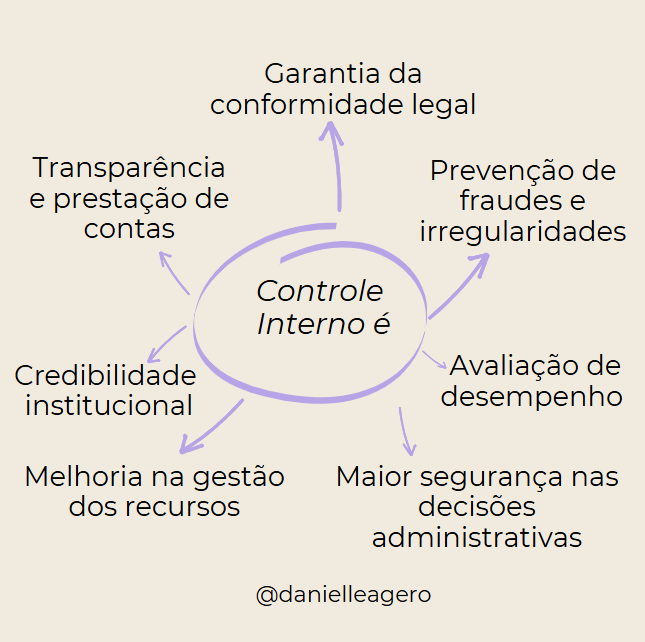 Garantia da
conformidade legal
Transparência
e prestação de
contas
Prevenção de
fraudes e
irregularidades
Controle
Interno é
Credibilidade
institucional
Avaliação de
desempenho
Melhoria na gestão
dos recursos
Maior segurança nas
decisões
administrativas
@danielleagero